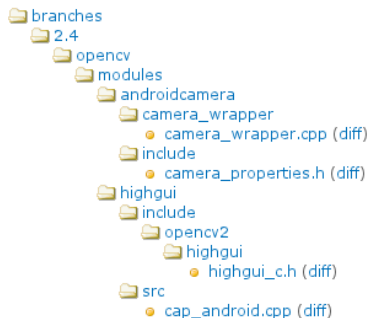 branches
2.4
opencv
modules
androidcamera
camera_wrapper
camera_wrapper.cpp (diff)
include
camera_properties.h (diff)
highgui
include
opencv2
highgui
highgui_c.h (diff)
src
cap_android.cpp (diff)